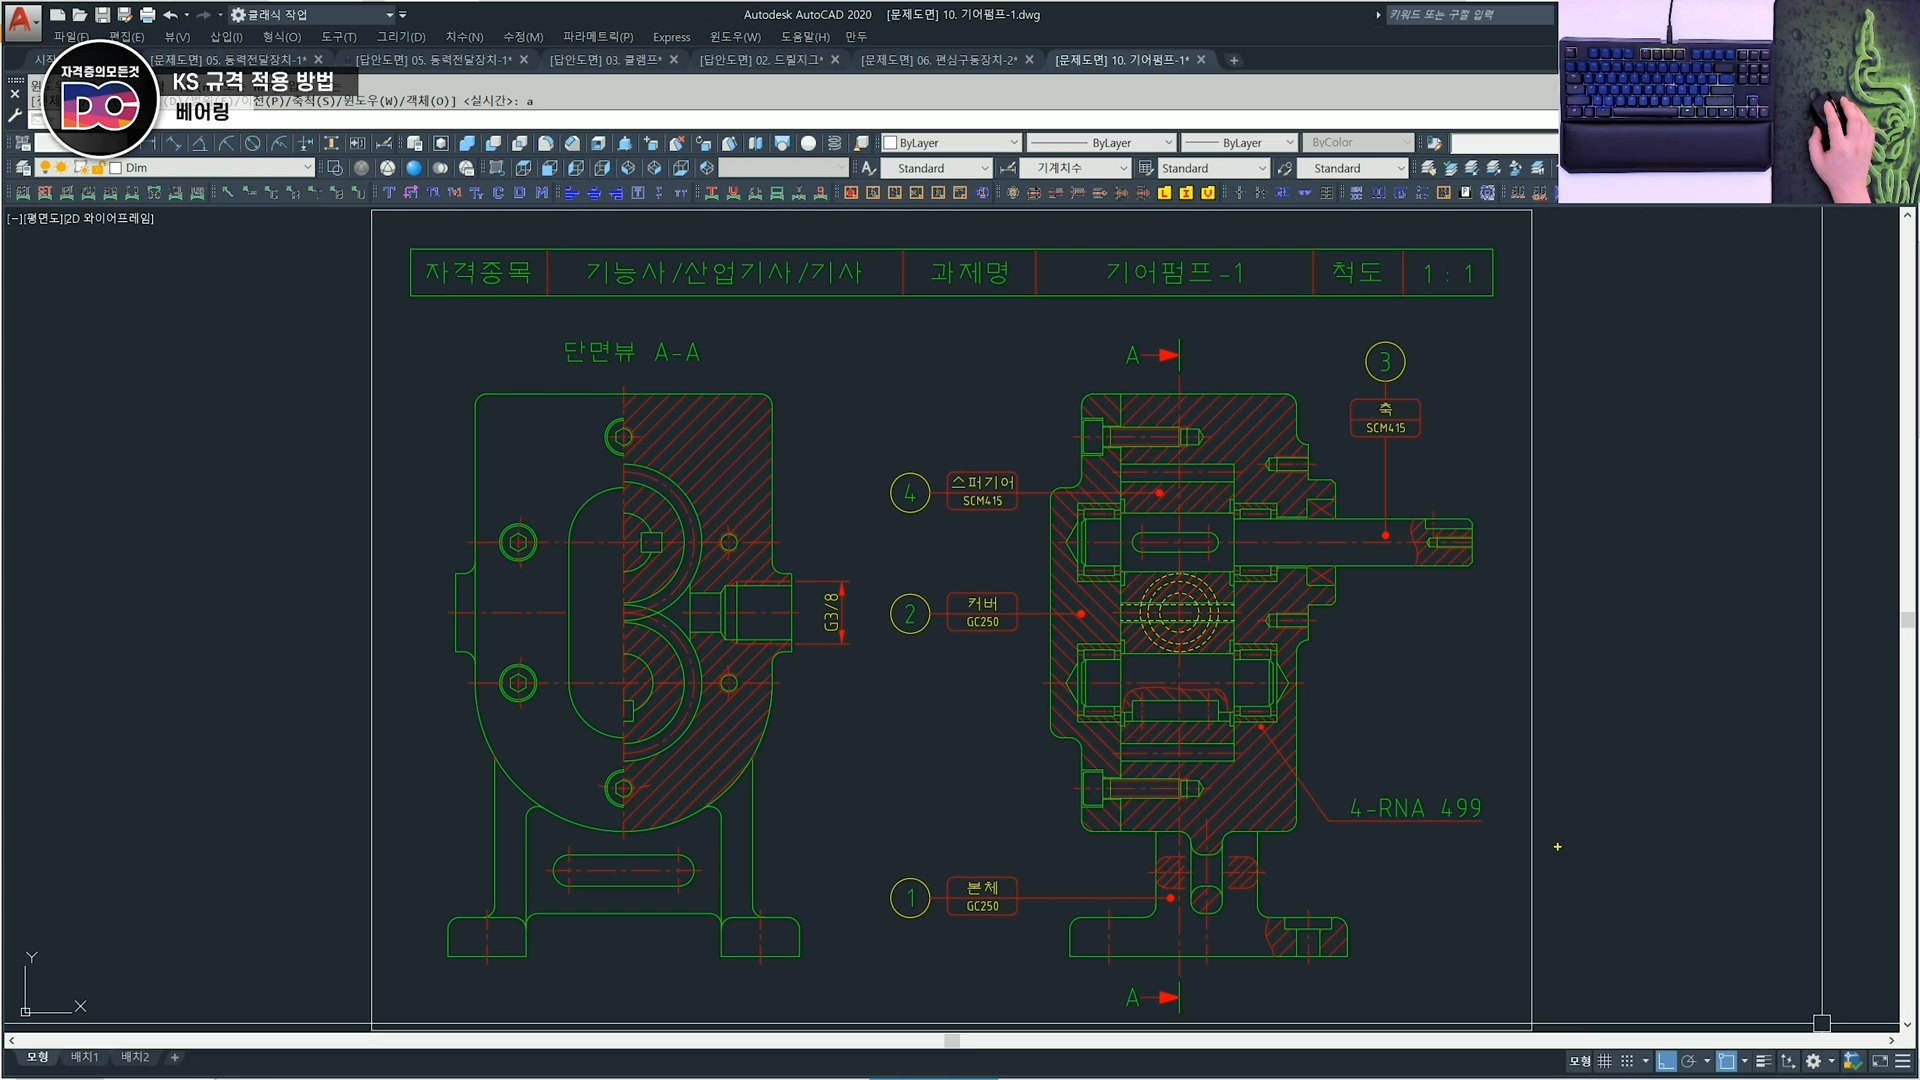 클래식 작업
Autodesk AutoCAD 2020 [문제도면] 10. 기어펌프-1.dwg
키워드 또는 구절 입력
파일(F) 편집(E) 뷰(V) 삽입(I) 형식(O) 도구(T) 그리기(D) 치수(N) 수정(M) 파라메트릭(P) Express 윈도우(W) 도움말(H) 만두
[문제도면] 05. 동력전달장치-1* [답안도면] 05. 동력전달장치-1* [답안도면] 03. 클램프* [답안도면] 02. 드릴지그* [문제도면] 06. 편심구동장치-2* [문제도면] 10. 기어펌프-1*
자격증의모든것
KS 규격 적용 방법
베어링
이전(P)/축척(S)/윈도우(W)/객체(O)] <실시간>: a
ByLayer ByLayer ByLayer ByColor
Dim Standard 기계치수 Standard Standard
[−][평면도][2D 와이어프레임]
자격종목 기능사/산업기사/기사 과제명 기어펌프-1 척도 1 : 1
단면뷰 A-A
A
3
축
SCM415
4
스퍼기어
SCM415
G3/8
2
커버
GC250
4-RNA 499
1
본체
GC250
A
Y
X
모형 배치1 배치2
모형